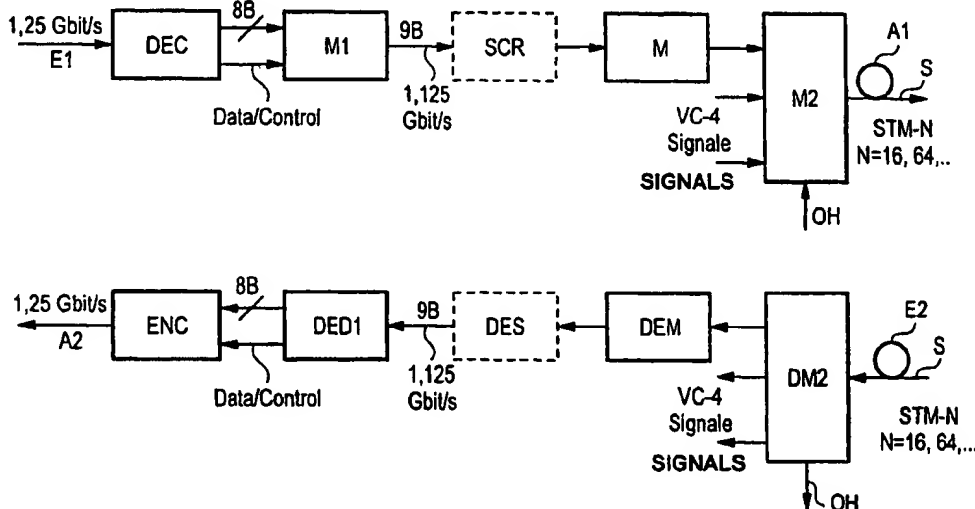 1,25 Gbit/s
E1
DEC
8B
Data/Control
M1
9B
1,125
Gbit/s
SCR
M
VC-4
Signale
SIGNALS
M2
OH
A1
S
STM-N
N=16, 64,..
1,25 Gbit/s
A2
ENC
8B
Data/Control
DED1
9B
1,125
Gbit/s
DES
DEM
VC-4
Signale
SIGNALS
DM2
OH
E2
S
STM-N
N=16, 64,...